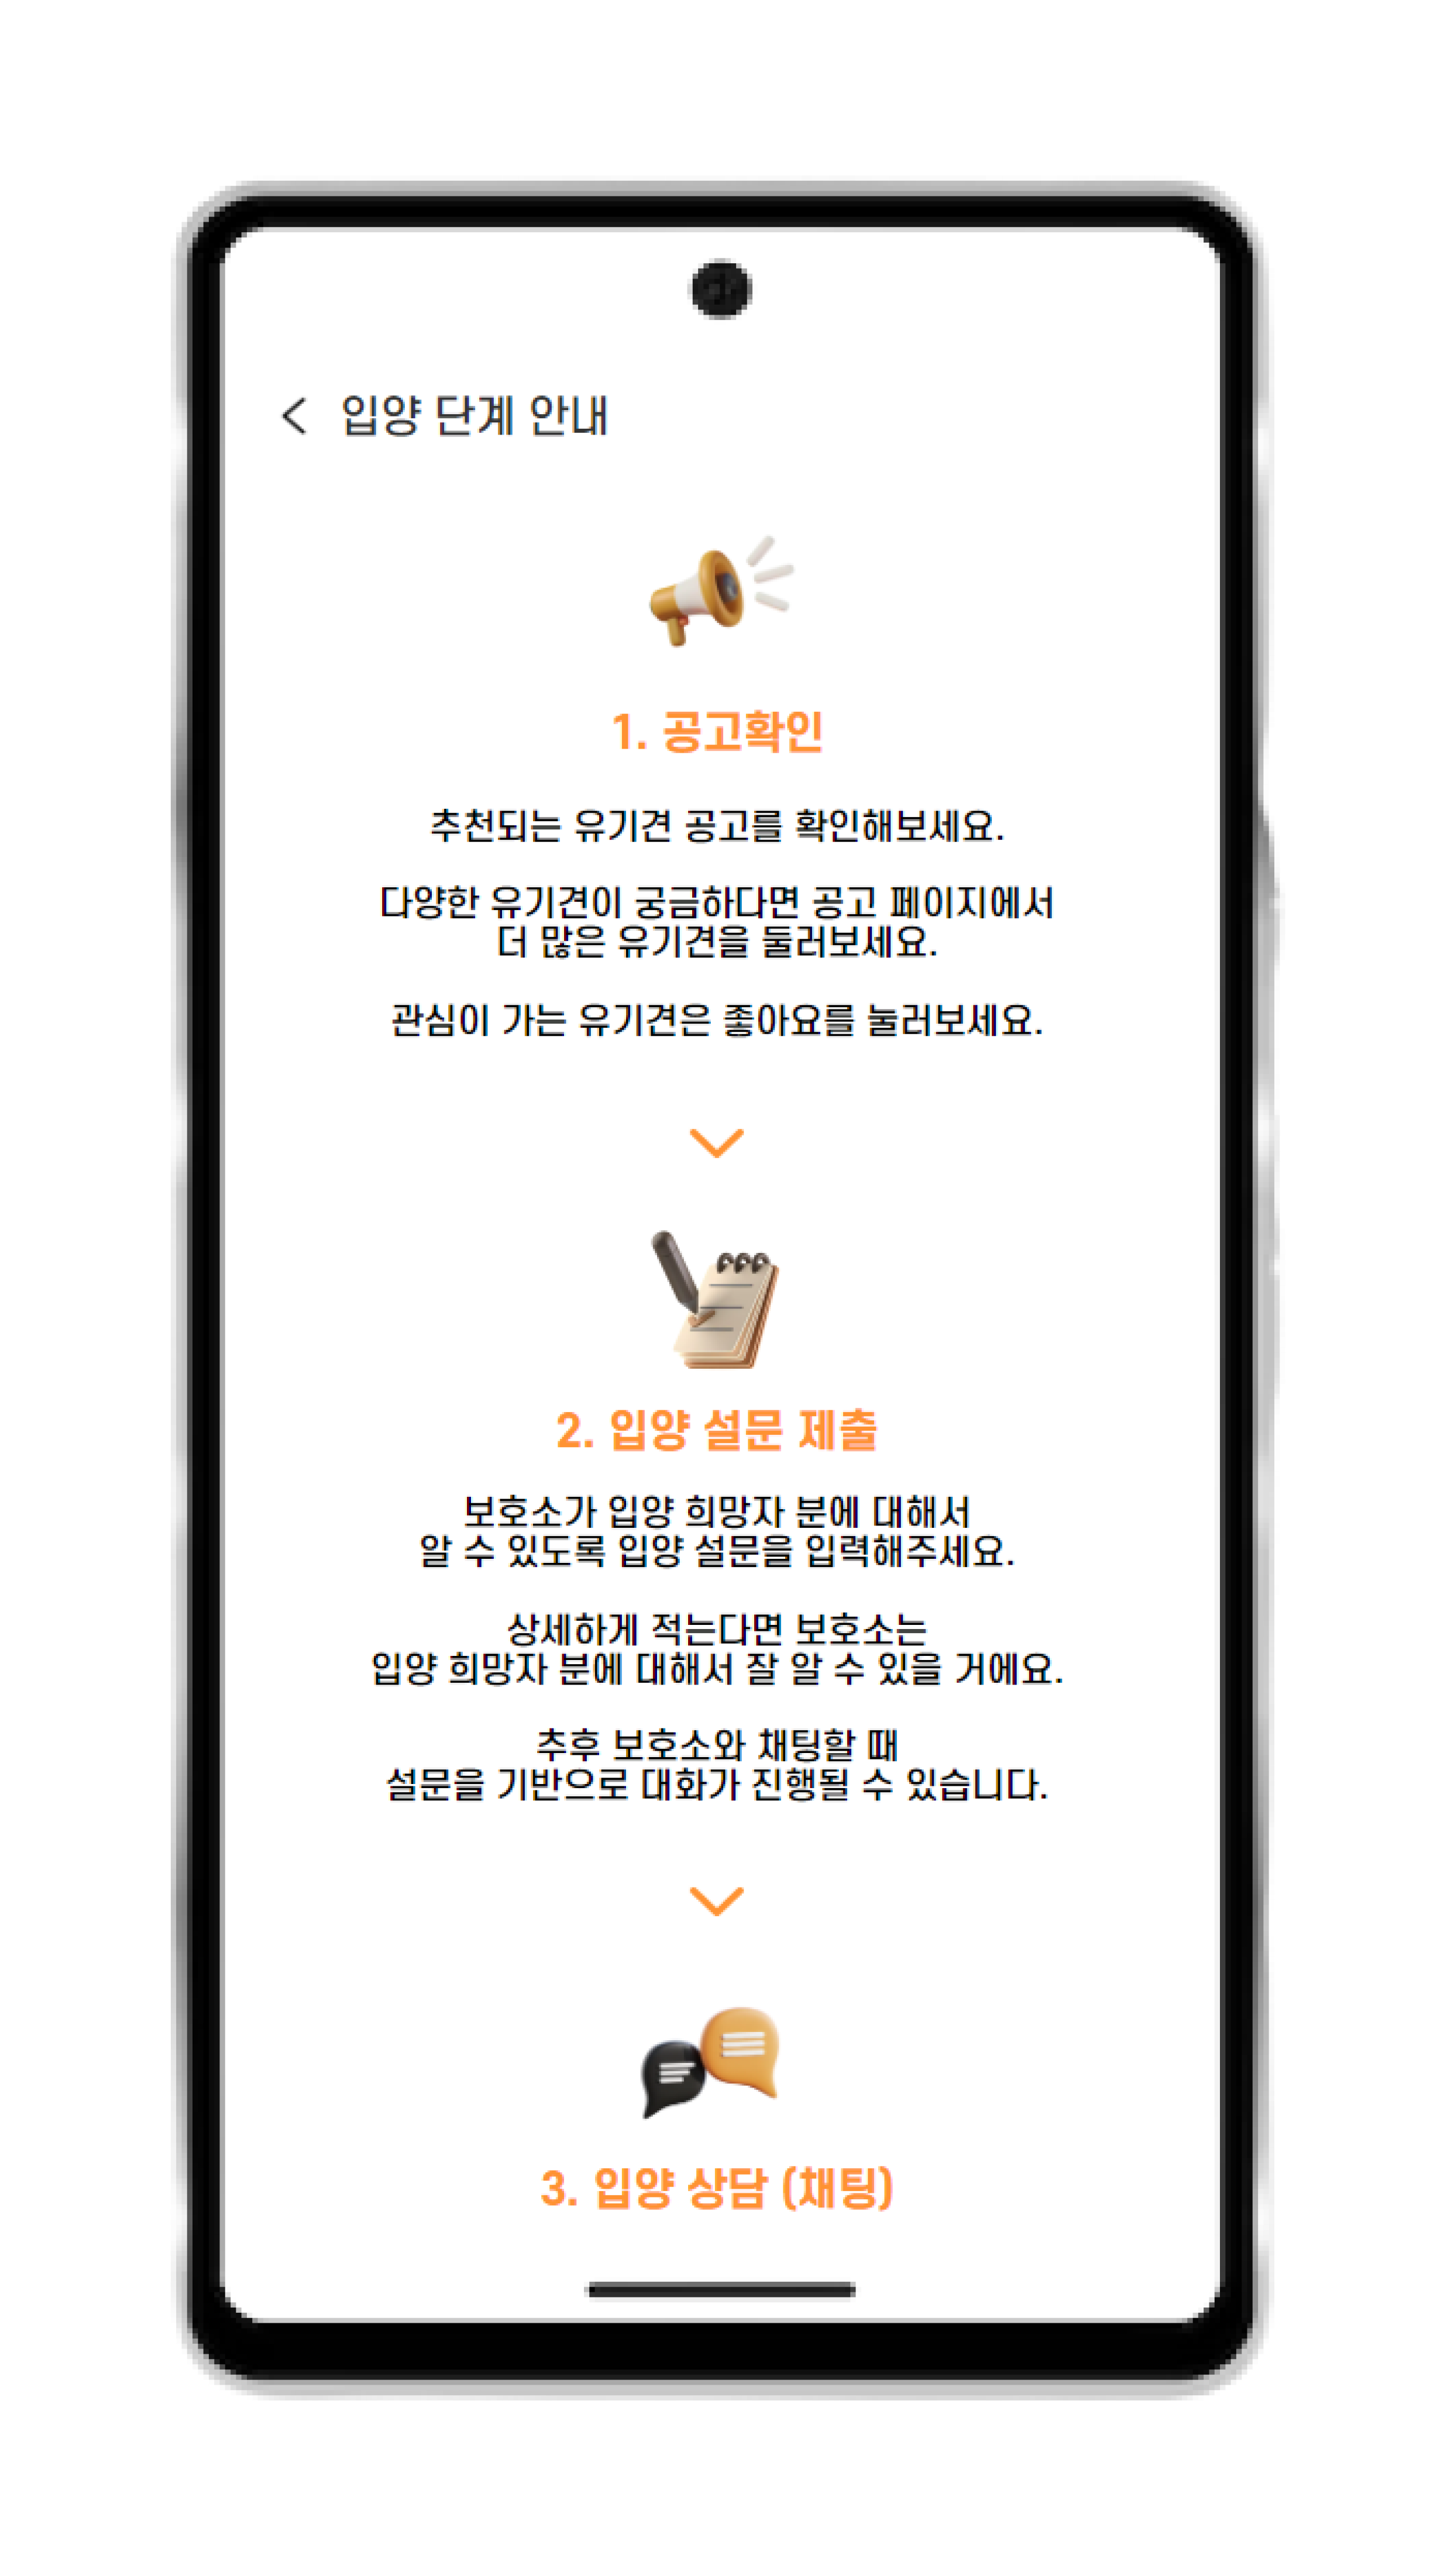 입양 단계 안내
1. 공고확인
추천되는 유기견 공고를 확인해보세요.
다양한 유기견이 궁금하다면 공고 페이지에서
더 많은 유기견을 둘러보세요.
관심이 가는 유기견은 좋아요를 눌러보세요.
2. 입양 설문 제출
보호소가 입양 희망자 분에 대해서
알 수 있도록 입양 설문을 입력해주세요.
상세하게 적는다면 보호소는
입양 희망자 분에 대해서 잘 알 수 있을 거에요.
추후 보호소와 채팅할 때
설문을 기반으로 대화가 진행될 수 있습니다.
3. 입양 상담 (채팅)